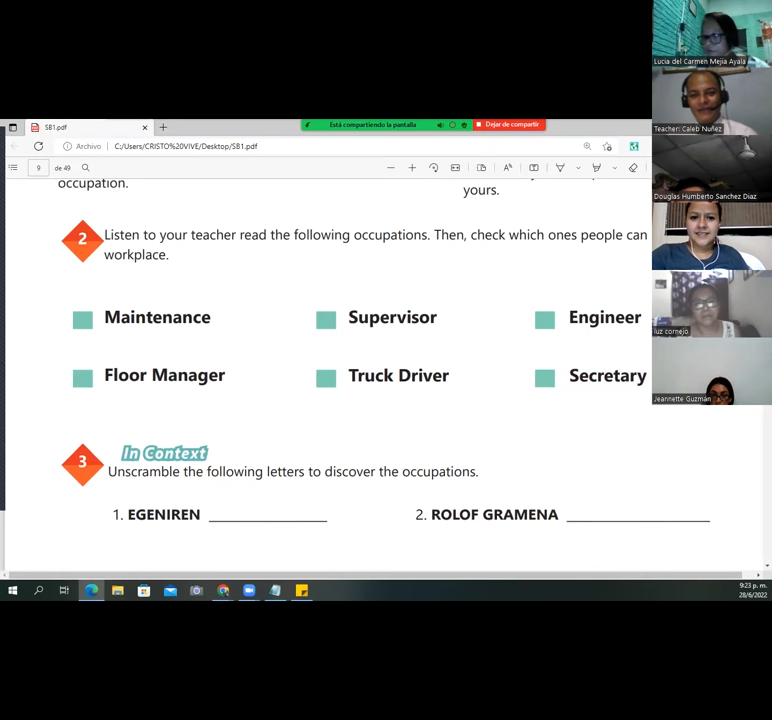 Lucia del Carmen Mejia Ayala
Teacher: Caleb Nuñez
Douglas Humberto Sanchez Diaz
luz cornejo
Jeannette Guzmán
SB1.pdf
Está compartiendo la pantalla
Dejar de compartir
Archivo
C:/Users/CRISTO%20VIVE/Desktop/SB1.pdf
9 de 49
occupation.
yours.
2 Listen to your teacher read the following occupations. Then, check which ones people can
workplace.
Maintenance Supervisor Engineer
Floor Manager Truck Driver Secretary
In Context
3 Unscramble the following letters to discover the occupations.
1. EGENIREN ____________ 2. ROLOF GRAMENA ____________
9:23 p. m.
28/6/2022